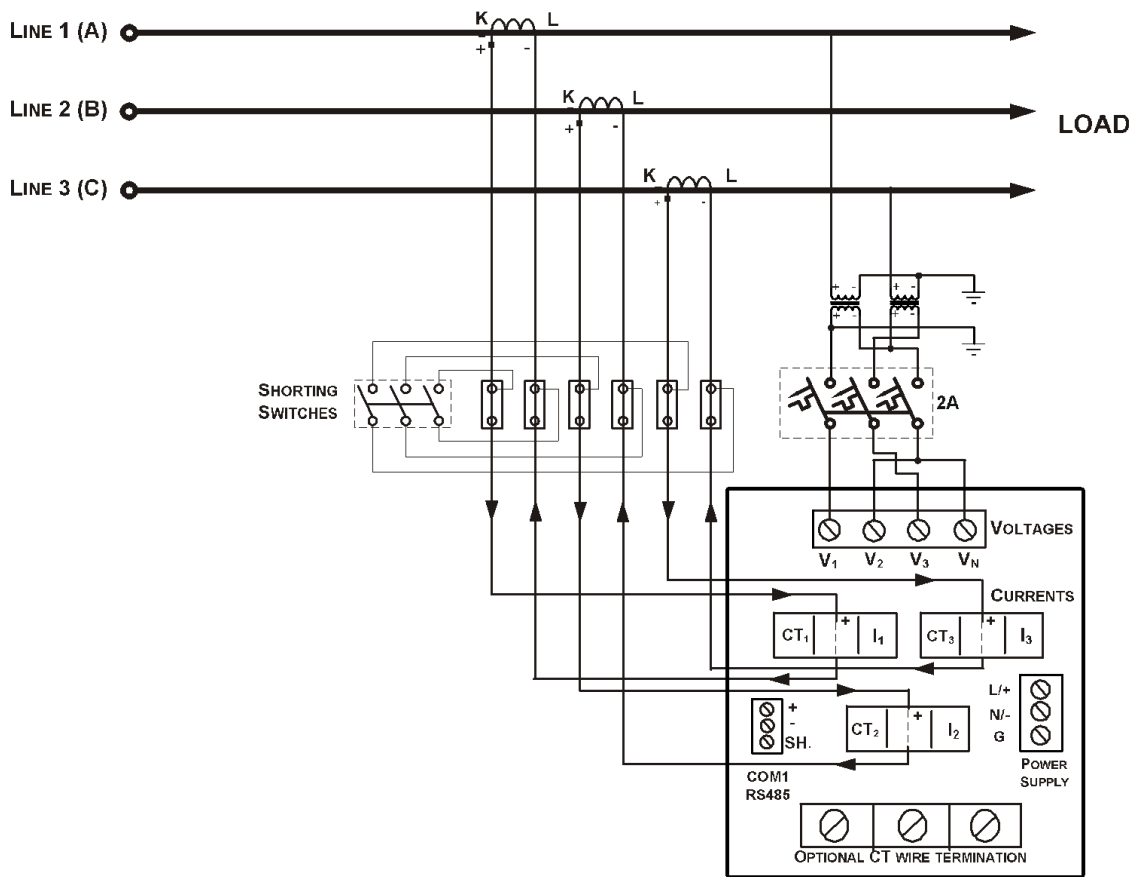 K L
LINE 1 (A)
+ -
K L
LINE 2 (B)
+ -
LOAD
K L
LINE 3 (C)
+ -
+ - + -
+ - + -
SHORTING
SWITCHES
2A
VOLTAGES
V1 V2 V3 VN
CURRENTS
CT1 + I1
CT3 + I3
L/+
N/-
G
POWER
SUPPLY
+
-
SH.
COM1
RS485
CT2 + I2
OPTIONAL CT WIRE TERMINATION